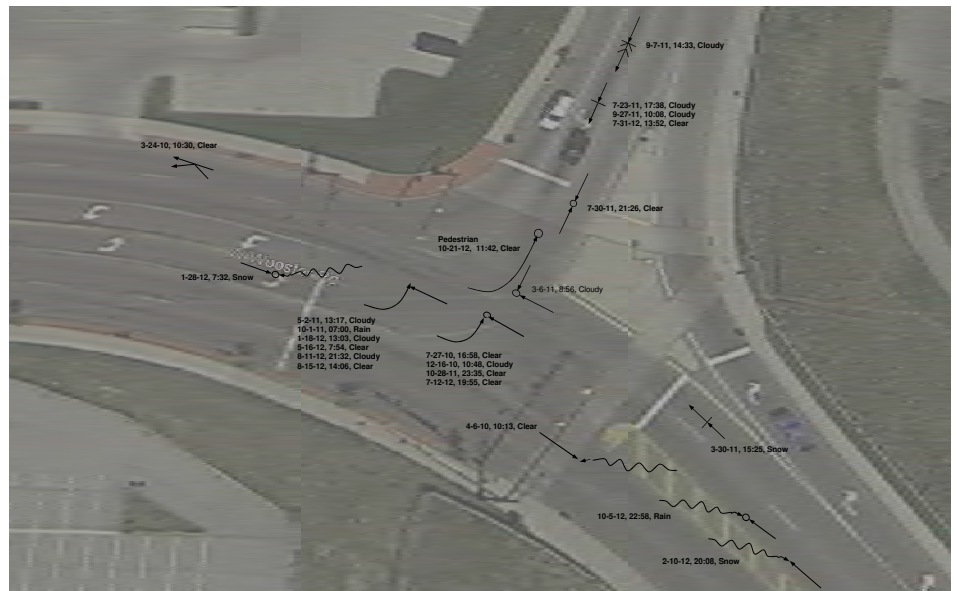 9-7-11, 14:33, Cloudy
7-23-11, 17:38, Cloudy
9-27-11, 10:08, Cloudy
7-31-12, 13:52, Clear
3-24-10, 10:30, Clear
7-30-11, 21:26, Clear
Pedestrian
10-21-12, 11:42, Clear
1-28-12, 7:32, Snow
3-6-11, 8:56, Cloudy
5-2-11, 13:17, Cloudy
10-1-11, 07:00, Rain
1-18-12, 13:03, Cloudy
5-16-12, 7:54, Clear
8-11-12, 21:32, Cloudy
8-15-12, 14:06, Clear
7-27-10, 16:58, Clear
12-16-10, 10:48, Cloudy
10-28-11, 23:35, Clear
7-12-12, 19:55, Clear
4-6-10, 10:13, Clear
3-30-11, 15:25, Snow
10-5-12, 22:58, Rain
2-10-12, 20:08, Snow